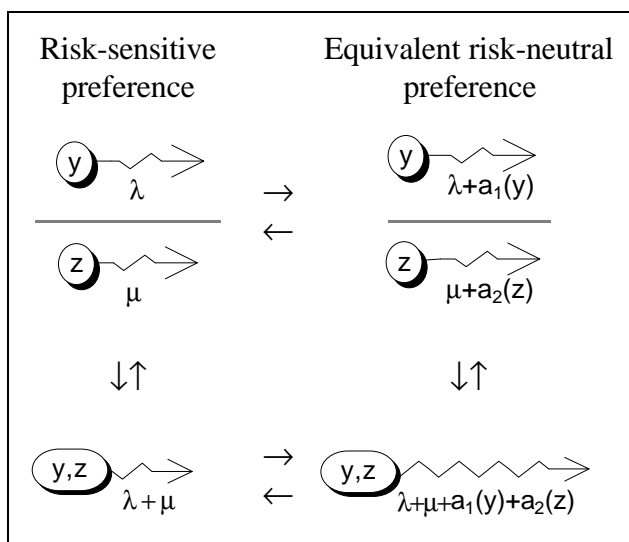 Risk-sensitive
preference
Equivalent risk-neutral
preference
y
λ
→
←
y
λ+a₁(y)
z
μ
z
μ+a₂(z)
↓↑
↓↑
y,z
λ+μ
→
←
y,z
λ+μ+a₁(y)+a₂(z)